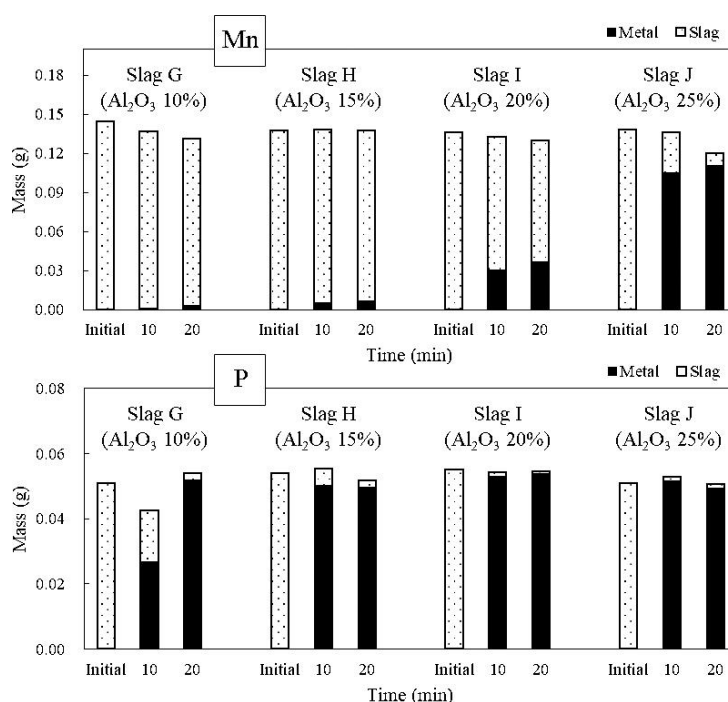 Mn
■Metal □Slag
Slag G Slag H Slag I Slag J
(Al₂O₃ 10%) (Al₂O₃ 15%) (Al₂O₃ 20%) (Al₂O₃ 25%)
0.18
0.15
0.12
0.09
0.06
0.03
0.00
Mass (g)
Initial 10 20 Initial 10 20 Initial 10 20 Initial 10 20
Time (min)
P
■Metal □Slag
Slag G Slag H Slag I Slag J
(Al₂O₃ 10%) (Al₂O₃ 15%) (Al₂O₃ 20%) (Al₂O₃ 25%)
0.08
0.06
0.04
0.02
0.00
Mass (g)
Initial 10 20 Initial 10 20 Initial 10 20 Initial 10 20
Time (min)